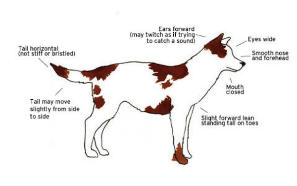 Ears forward
(may twitch as if trying
to catch a sound)
Eyes wide
Smooth nose
and forehead
Tail horizontal
(not stiff or bristled)
Mouth
closed
Tail may move
slightly from side
to side
Slight forward lean
standing tall on toes